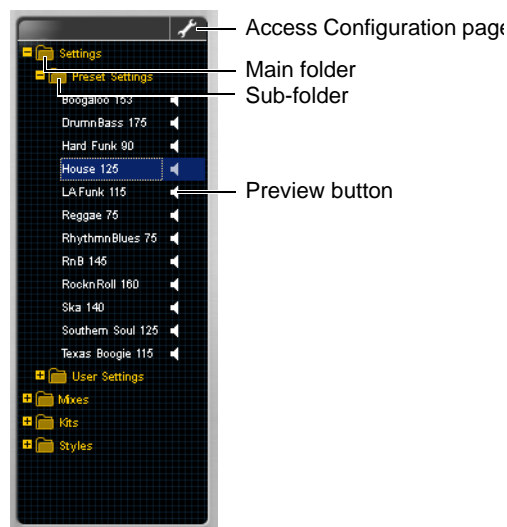 Access Configuration page
Settings
Main folder
Preset Settings
Sub-folder
Boogaloo 153
DrumnBass 175
Hard Funk 90
House 125
LA Funk 115
Preview button
Reggae 75
RhythmnBlues 75
RnB 145
RocknRoll 160
Ska 140
Southern Soul 125
Texas Boogie 115
User Settings
Mixes
Kits
Styles